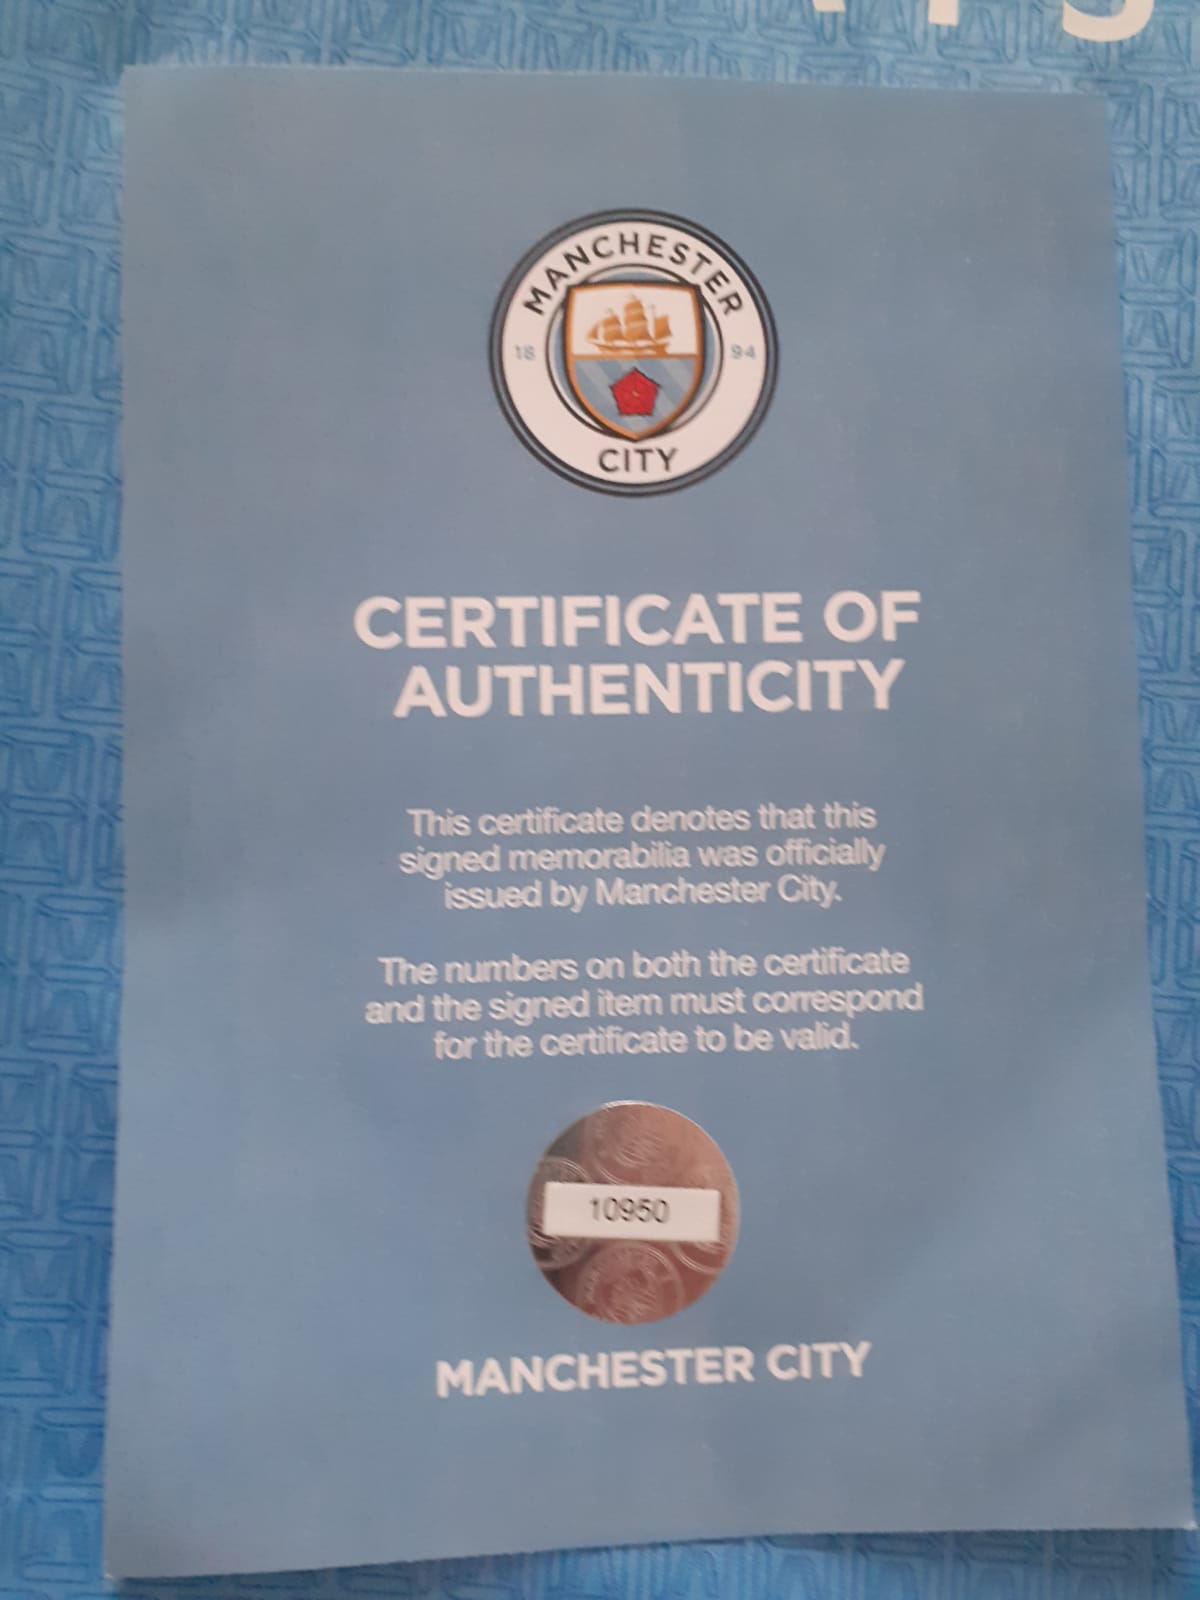 MANCHESTER
18 94
CITY
CERTIFICATE OF
AUTHENTICITY
This certificate denotes that this
signed memorabilia was officially
issued by Manchester City.
The numbers on both the certificate
and the signed item must correspond
for the certificate to be valid.
10950
MANCHESTER CITY